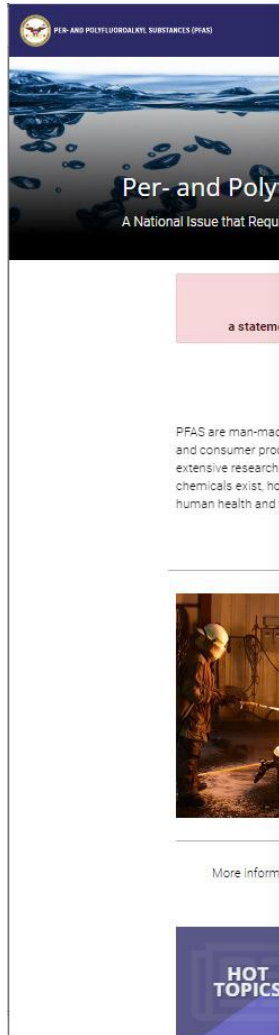 PER- AND POLYFLUOROALKYL SUBSTANCES (PFAS)
Per- and Poly
A National Issue that Requ
a statem
PFAS are man-mad
and consumer pro
extensive research
chemicals exist, ho
human health and
More inform
HOT
TOPICS